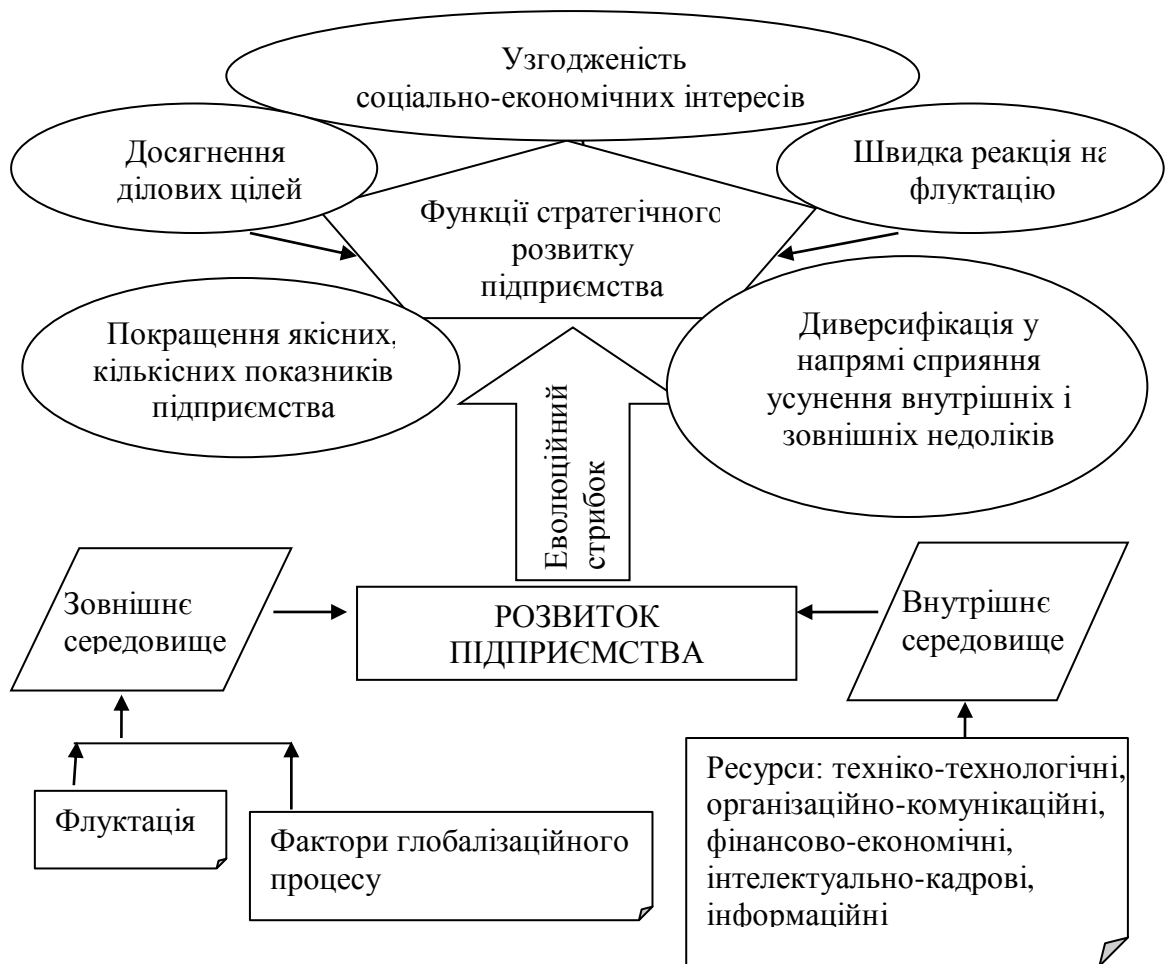 Узгодженість
соціально-економічних інтересів
Досягнення
ділових цілей
Швидка реакція на
флуктацію
Функції стратегічного
розвитку
підприємства
Покращення якісних,
кількісних показників
підприємства
Диверсифікація у
напрямі сприяння
усунення внутрішніх і
зовнішніх недоліків
Еволюційний
стрибок
Зовнішнє
середовище
РОЗВИТОК
ПІДПРИЄМСТВА
Внутрішнє
середовище
Флуктація
Фактори глобалізаційного
процесу
Ресурси: техніко-технологічні,
організаційно-комунікаційні,
фінансово-економічні,
інтелектуально-кадрові,
інформаційні